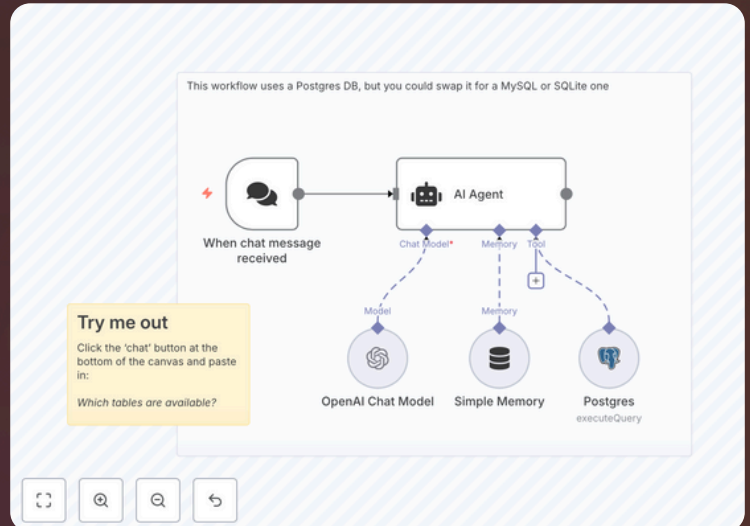 This workflow uses a Postgres DB, but you could swap it for a MySQL or SQLite one
AI Agent
When chat message
received
Chat Model*
Memory
Tool
Try me out
Click the ‘chat’ button at the
bottom of the canvas and paste
in:
Which tables are available?
Model
Memory
OpenAI Chat Model
Simple Memory
Postgres
executeQuery